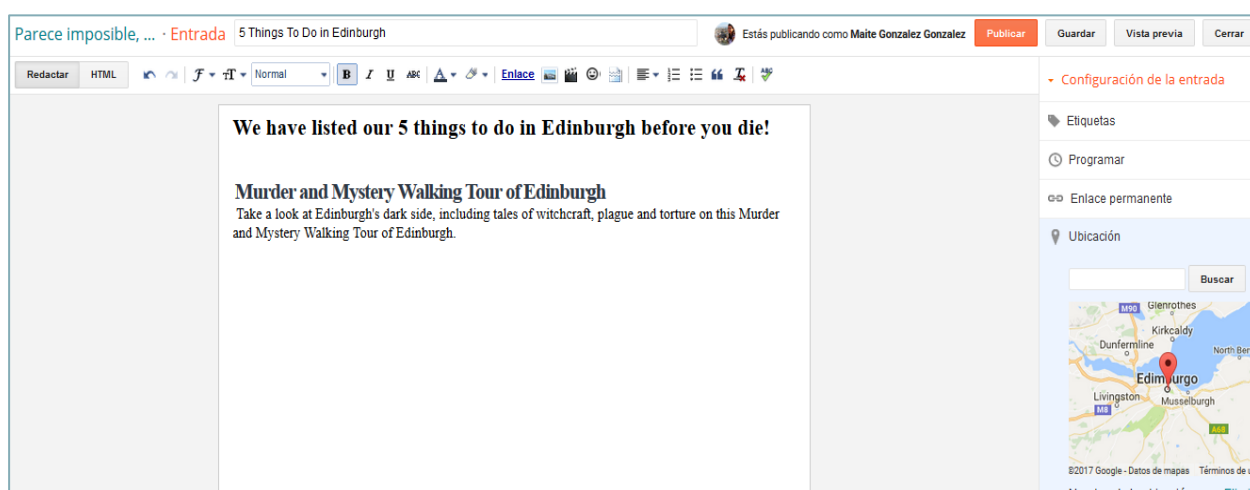 Parece imposible, ... · Entrada 5 Things To Do in Edinburgh Estás publicando como Maite Gonzalez Gonzalez Publicar Guardar Vista previa Cerrar
Redactar HTML Normal B I U ABC A Enlace
We have listed our 5 things to do in Edinburgh before you die!
Murder and Mystery Walking Tour of Edinburgh
Take a look at Edinburgh's dark side, including tales of witchcraft, plague and torture on this Murder
and Mystery Walking Tour of Edinburgh.
Configuración de la entrada
Etiquetas
Programar
Enlace permanente
Ubicación
Buscar
M90 Glenrothes
Kirkcaldy
Dunfermline
North Ber
Edimburgo
Livingston
Musselburgh
M8
A68
©2017 Google - Datos de mapas Términos de u